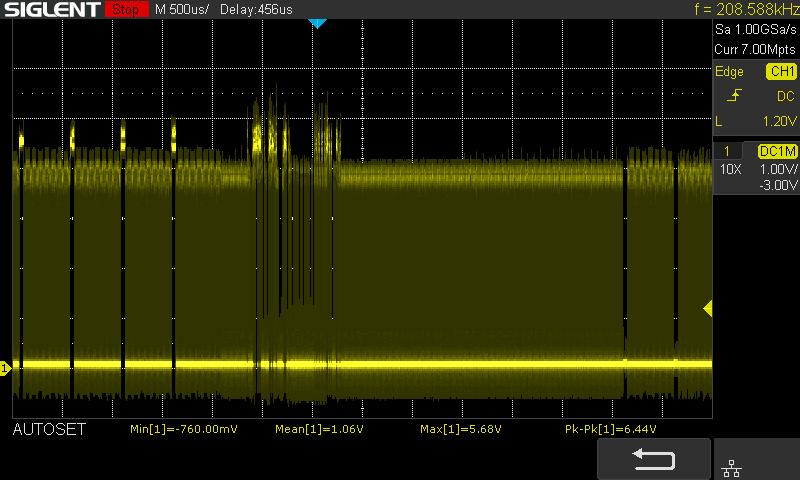 SIGLENT Stop M 500us/ Delay:456us f = 208.588kHz
Sa 1.00GSa/s
Curr 7.00Mpts
Edge CH1
DC
L 1.20V
1 DC1M
10X 1.00V/
-3.00V
1
AUTOSET Min[1]=-760.00mV Mean[1]=1.06V Max[1]=5.68V Pk-Pk[1]=6.44V